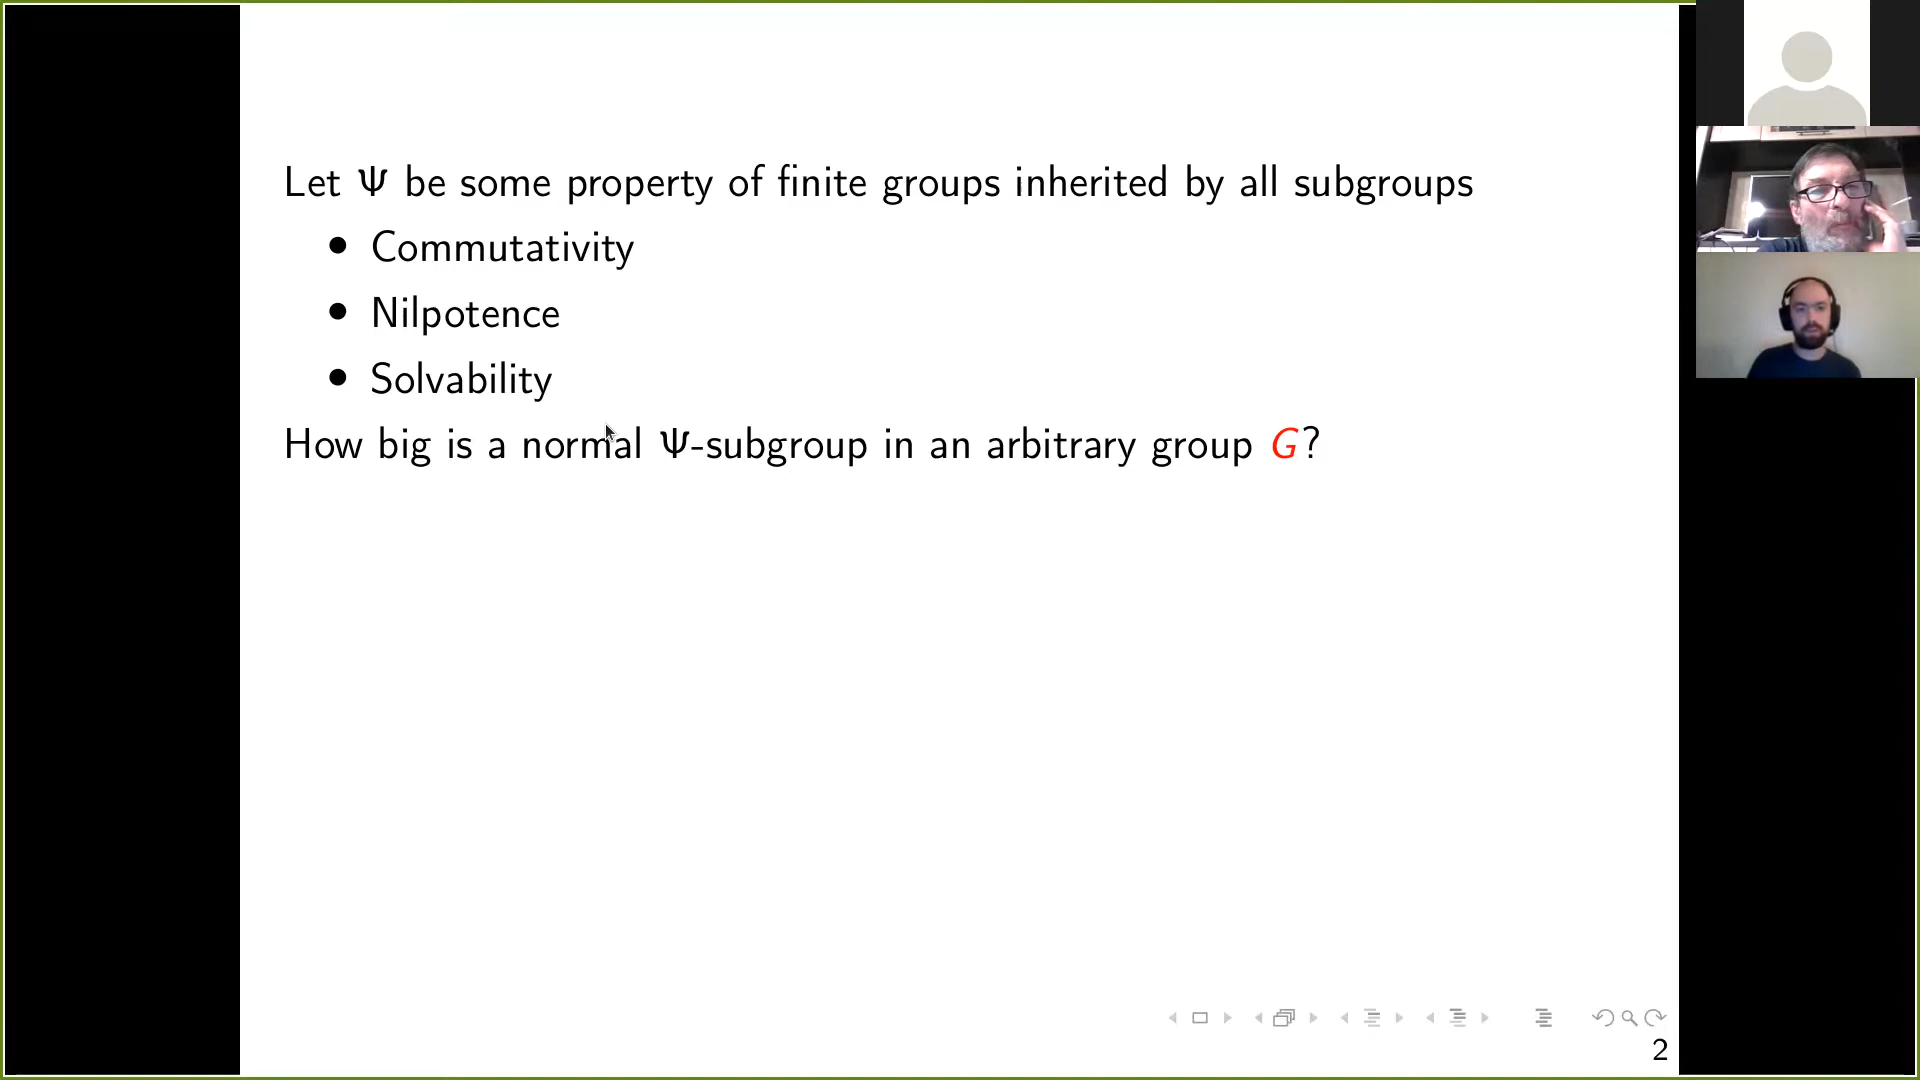 Let Ψ be some property of finite groups inherited by all subgroups
• Commutativity
• Nilpotence
• Solvability
How big is a normal Ψ-subgroup in an arbitrary group G?
2